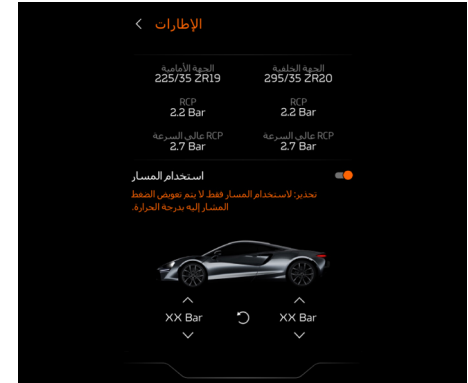 الإطارات
الجهة الأمامية الجهة الخلفية
225/35 ZR19 295/35 ZR20
RCP RCP
2.2 Bar 2.2 Bar
RCP عالي السرعة RCP عالي السرعة
2.7 Bar 2.7 Bar
استخدام المسار
تحذير: لاستخدام المسار فقط. لا يتم تعويض الضغط
المشار إليه بدرجة الحرارة.
XX Bar XX Bar